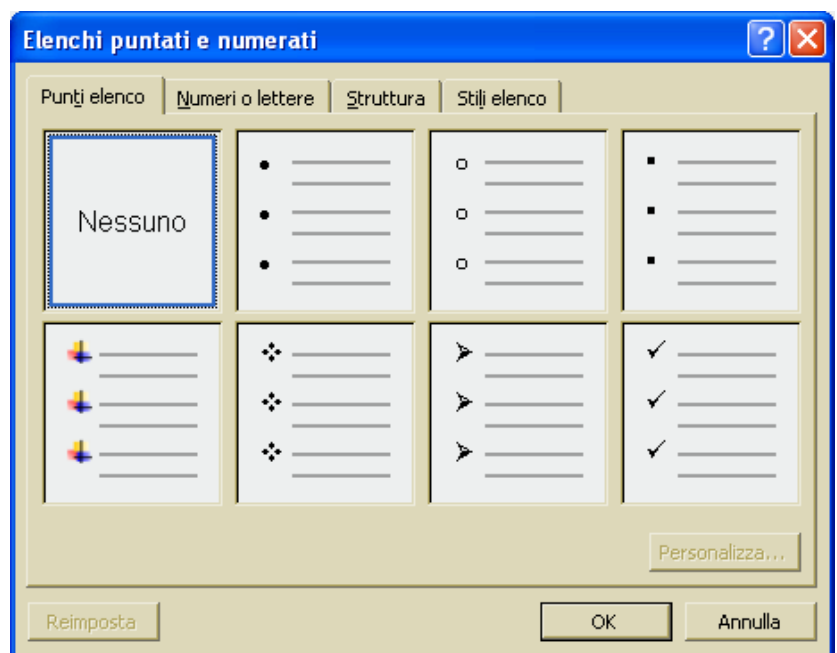 Elenchi puntati e numerati
Punti elenco
Numeri o lettere
Struttura
Stili elenco
Nessuno
Personalizza...
Reimposta
OK
Annulla